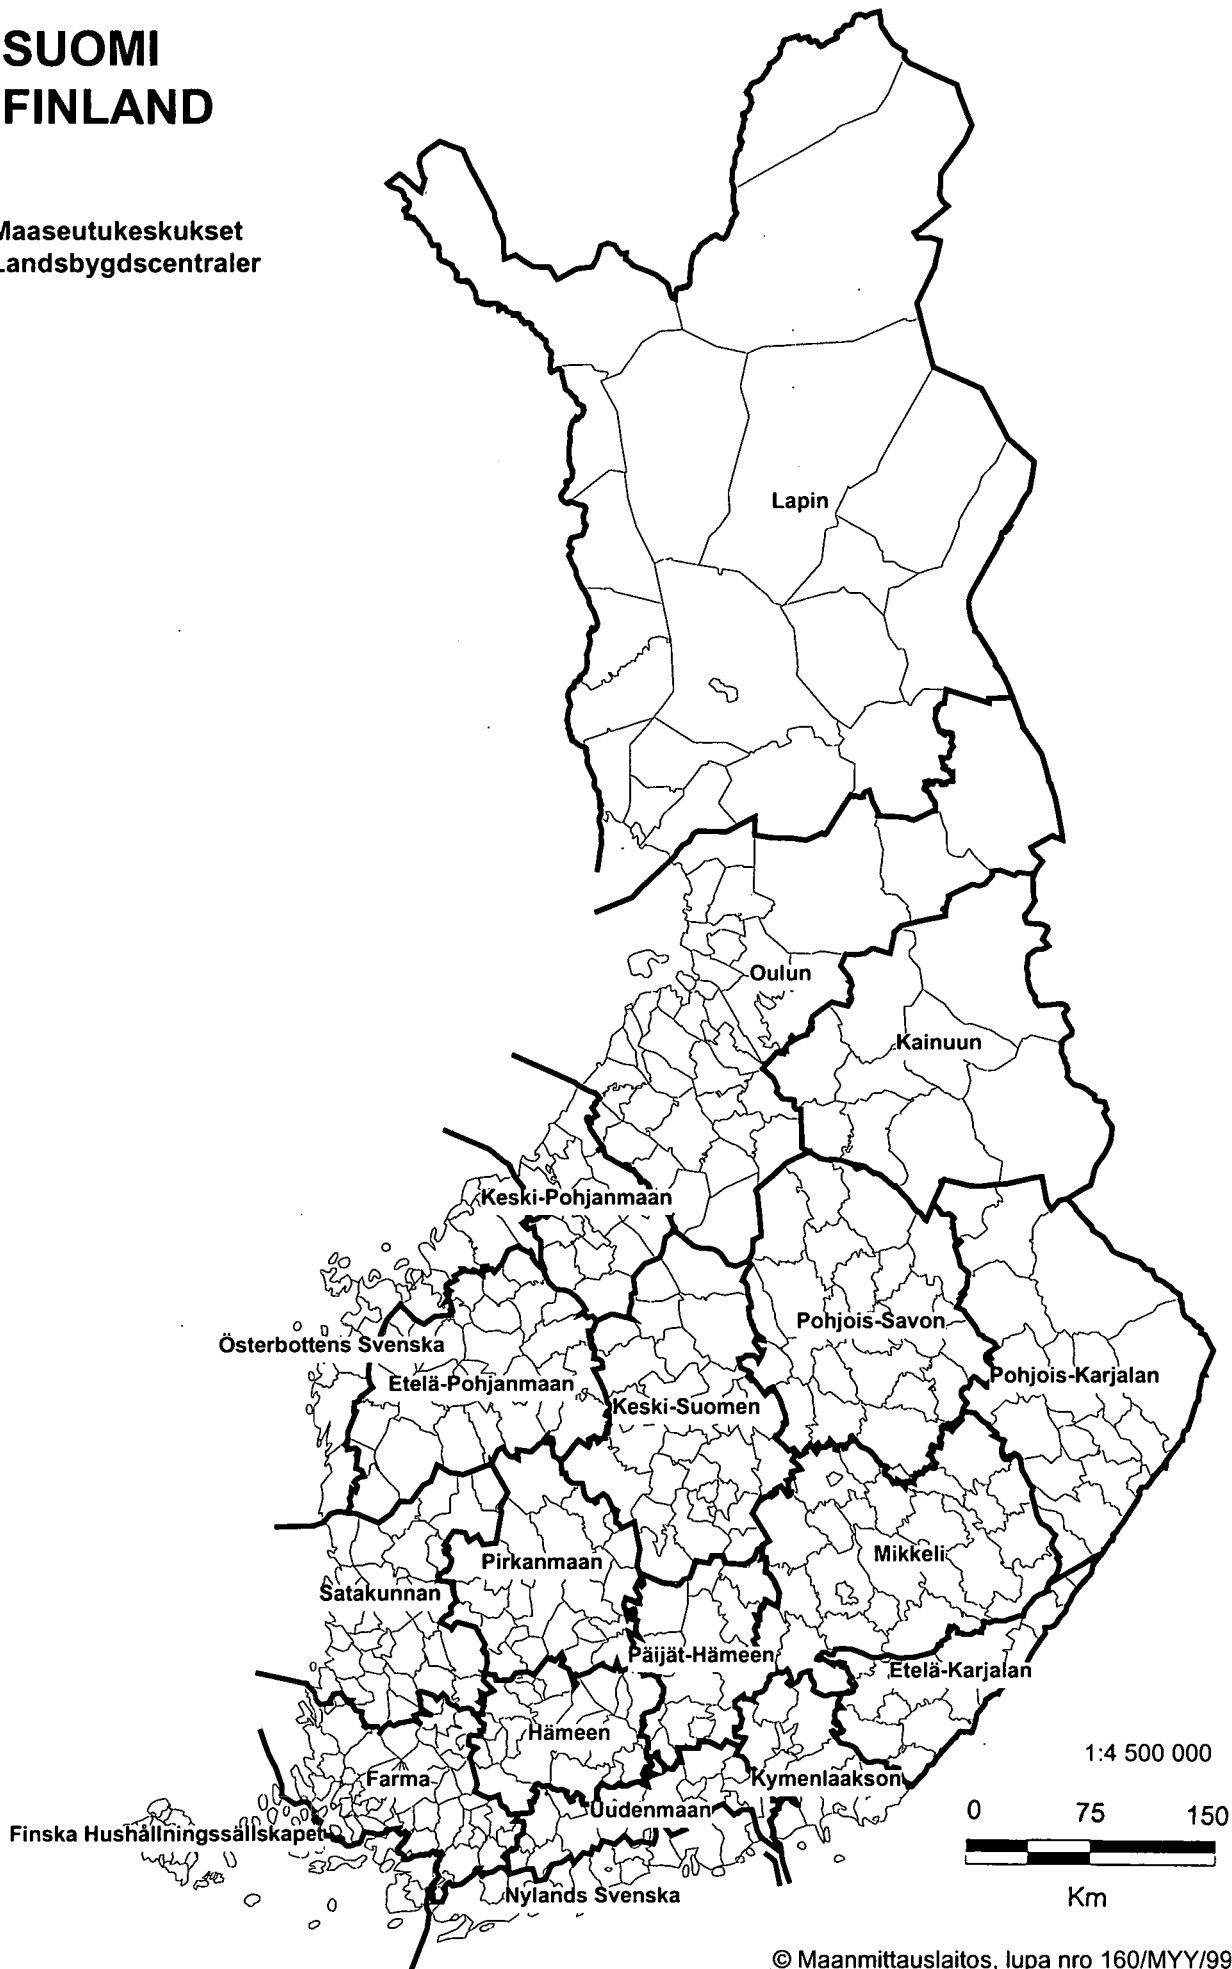 SUOMI
FINLAND
Maaseutukeskukset
Landsbygdscentraler
Lapin
Oulun
Kainuun
Keski-Pohjanmaan
Pohjois-Savon
Österbottens Svenska
Pohjois-Karjalan
Etelä-Pohjanmaan
Keski-Suomen
Mikkeli
Pirkanmaan
Satakunnan
Päijät-Hämeen
Etelä-Karjalan
Hämeen
1:4 500 000
Farma
Kymenlaakson
Uudenmaan
0 75 150
Finska Hushållningssällskapet
Nylands Svenska
Km
© Maanmittauslaitos, lupa nro 160/MYY/99